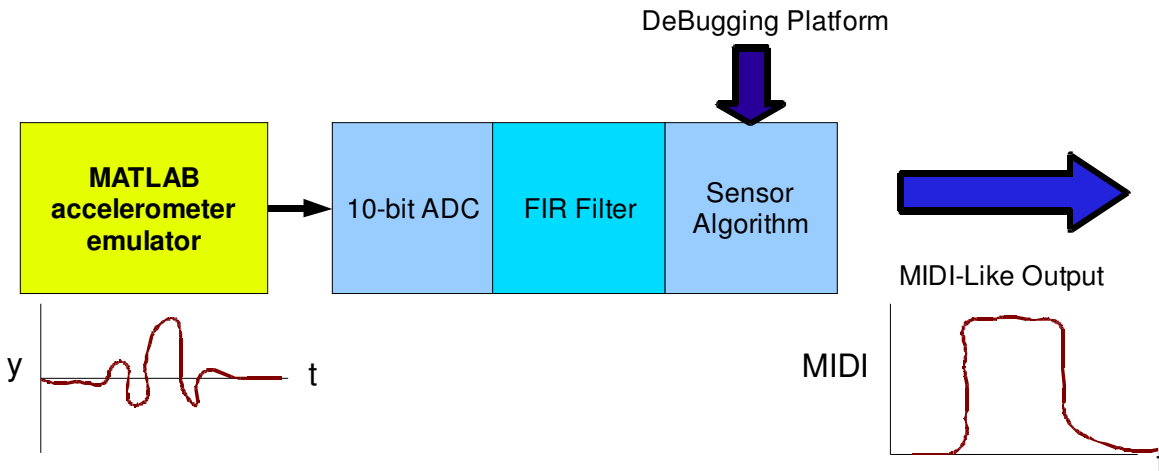 DeBugging Platform
MATLAB
accelerometer
emulator
10-bit ADC
FIR Filter
Sensor
Algorithm
MIDI-Like Output
y
t
MIDI